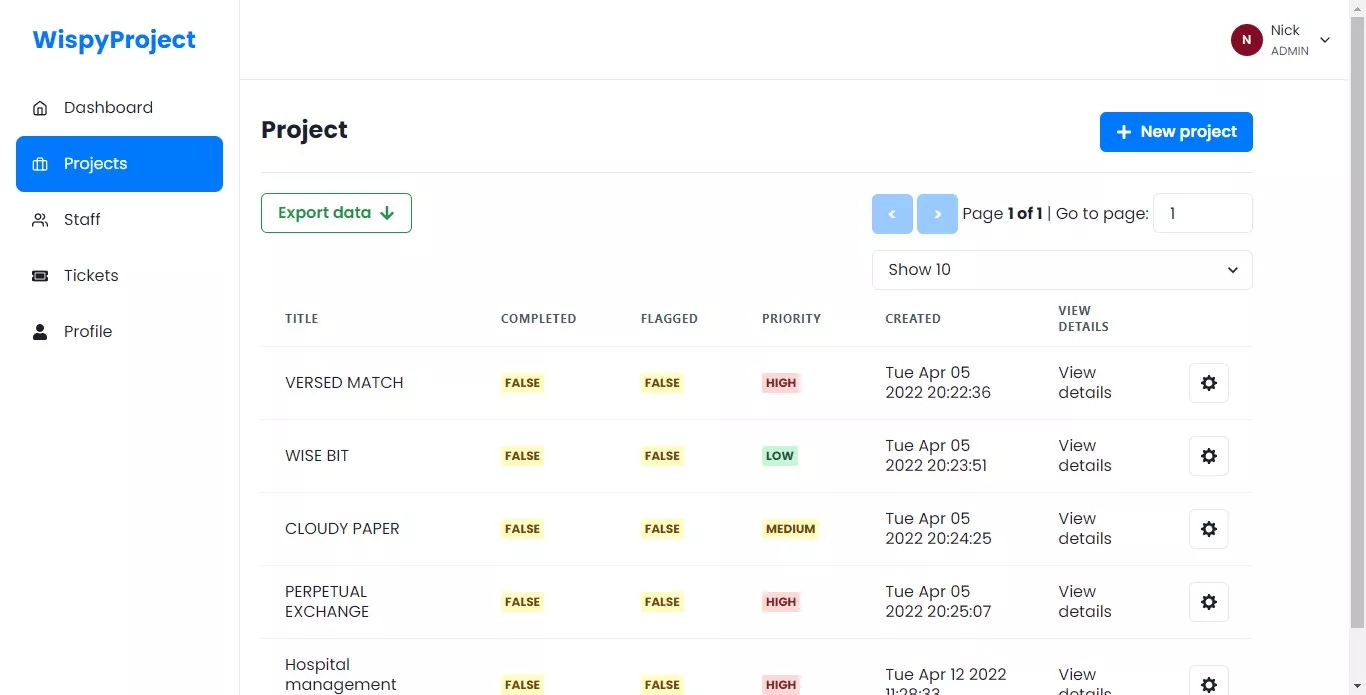 WispyProject
Nick
N
ADMIN
Dashboard
Projects
Staff
Tickets
Profile
Project
+ New project
Export data ↓
< > Page 1 of 1 | Go to page: 1
Show 10
TITLE COMPLETED FLAGGED PRIORITY CREATED VIEW
DETAILS
VERSED MATCH FALSE FALSE HIGH Tue Apr 05 View
2022 20:22:36 details
WISE BIT FALSE FALSE LOW Tue Apr 05 View
2022 20:23:51 details
CLOUDY PAPER FALSE FALSE MEDIUM Tue Apr 05 View
2022 20:24:25 details
PERPETUAL FALSE FALSE HIGH Tue Apr 05 View
EXCHANGE 2022 20:25:07 details
Hospital FALSE FALSE HIGH Tue Apr 12 2022 View
management 11:28:33 details